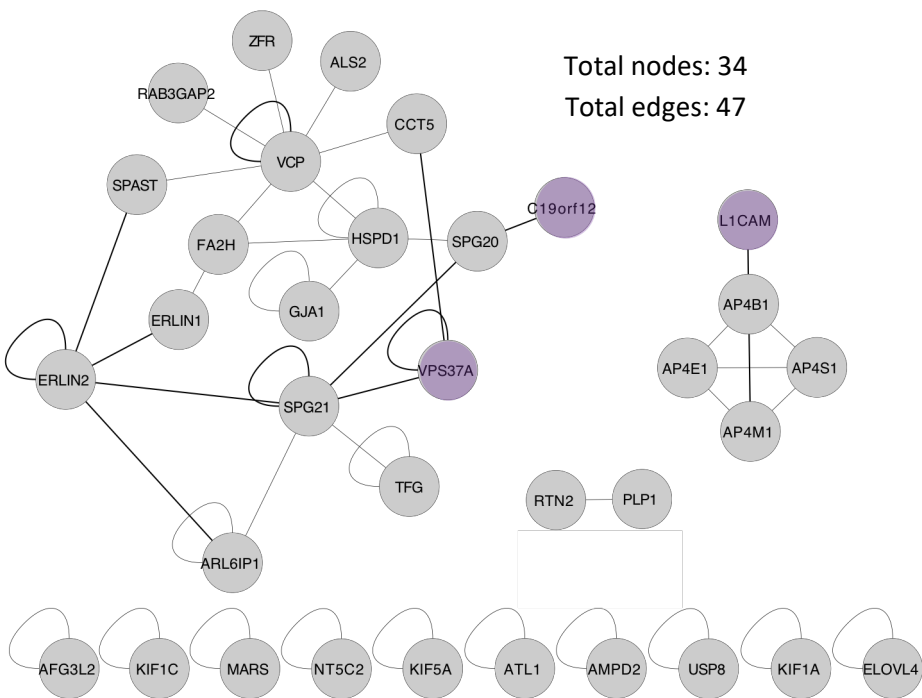 ZFR
ALS2
Total nodes: 34
Total edges: 47
RAB3GAP2
CCT5
VCP
SPAST
C19orf12
L1CAM
FA2H
HSPD1
SPG20
AP4B1
ERLIN1
GJA1
ERLIN2
VPS37A
AP4E1
AP4S1
SPG21
AP4M1
TFG
RTN2
PLP1
ARL6IP1
AFG3L2
KIF1C
MARS
NT5C2
KIF5A
ATL1
AMPD2
USP8
KIF1A
ELOVL4